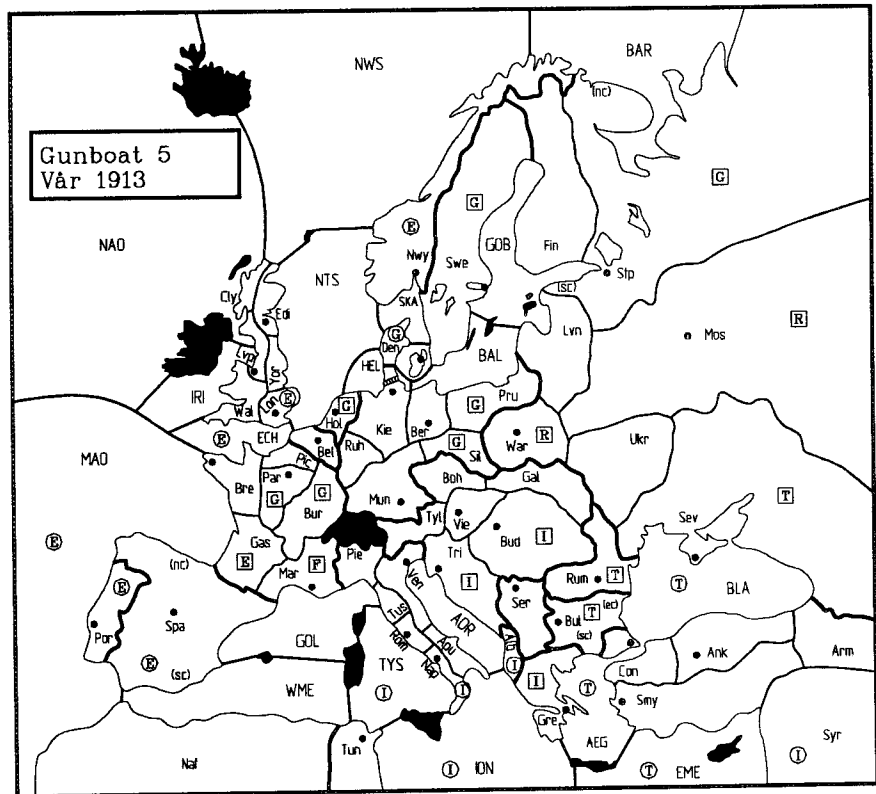 NWS
BAR
(nc)
Gunboat 5
Vår 1913
G
G
NAO
NTS
E
Nwy
Swe
GOB
Fin
Stp
(sc)
Cly
Edi
SKA
G
Den
BAL
Lvn
Mos
R
Lvp
Yor
HEL
IRI
Wal
Lon
E
Hol
G
Kie
Ber
Pru
G
War
R
Ukr
E
ECH
Bel
Ruh
Sil
G
MAO
Bre
Pic
Par
G
Bur
G
Mun
Boh
Gal
Tyl
Vie
Bud
I
Sev
T
E
Gas
E
Mar
F
Pie
Ven
Tri
I
Rum
T
T
BLA
(nc)
E
Por
Spa
(sc)
E
GOL
Tus
Rom
ADR
Apu
Nap
Ser
Alb
I
Bul
T
(ec)
(sc)
Con
Ank
Arm
WME
TYS
I
I
I
Gre
T
AEG
Smy
Naf
Tun
I
ION
T
EME
I
Syr